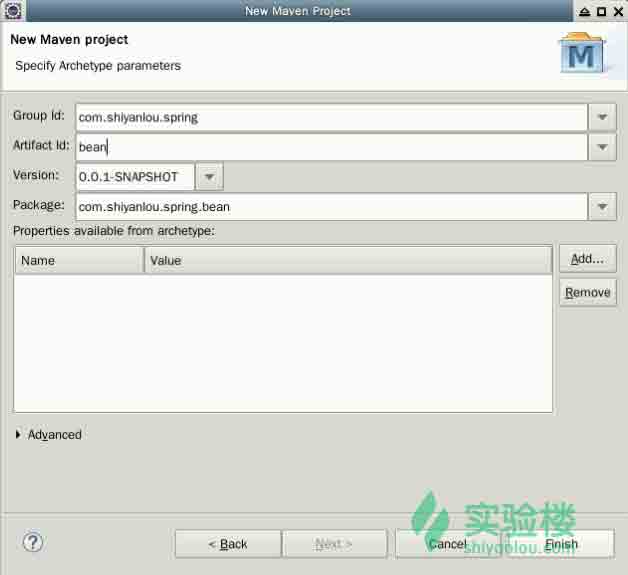 New Maven Project
New Maven project
Specify Archetype parameters
M
Group Id: com.shiyanlou.spring
Artifact Id: bean
Version: 0.0.1-SNAPSHOT
Package: com.shiyanlou.spring.bean
Properties available from archetype:
Name Value Add...
Remove
Advanced
实验楼
? < Back Next > Cancel Finish
shiyanlou.com